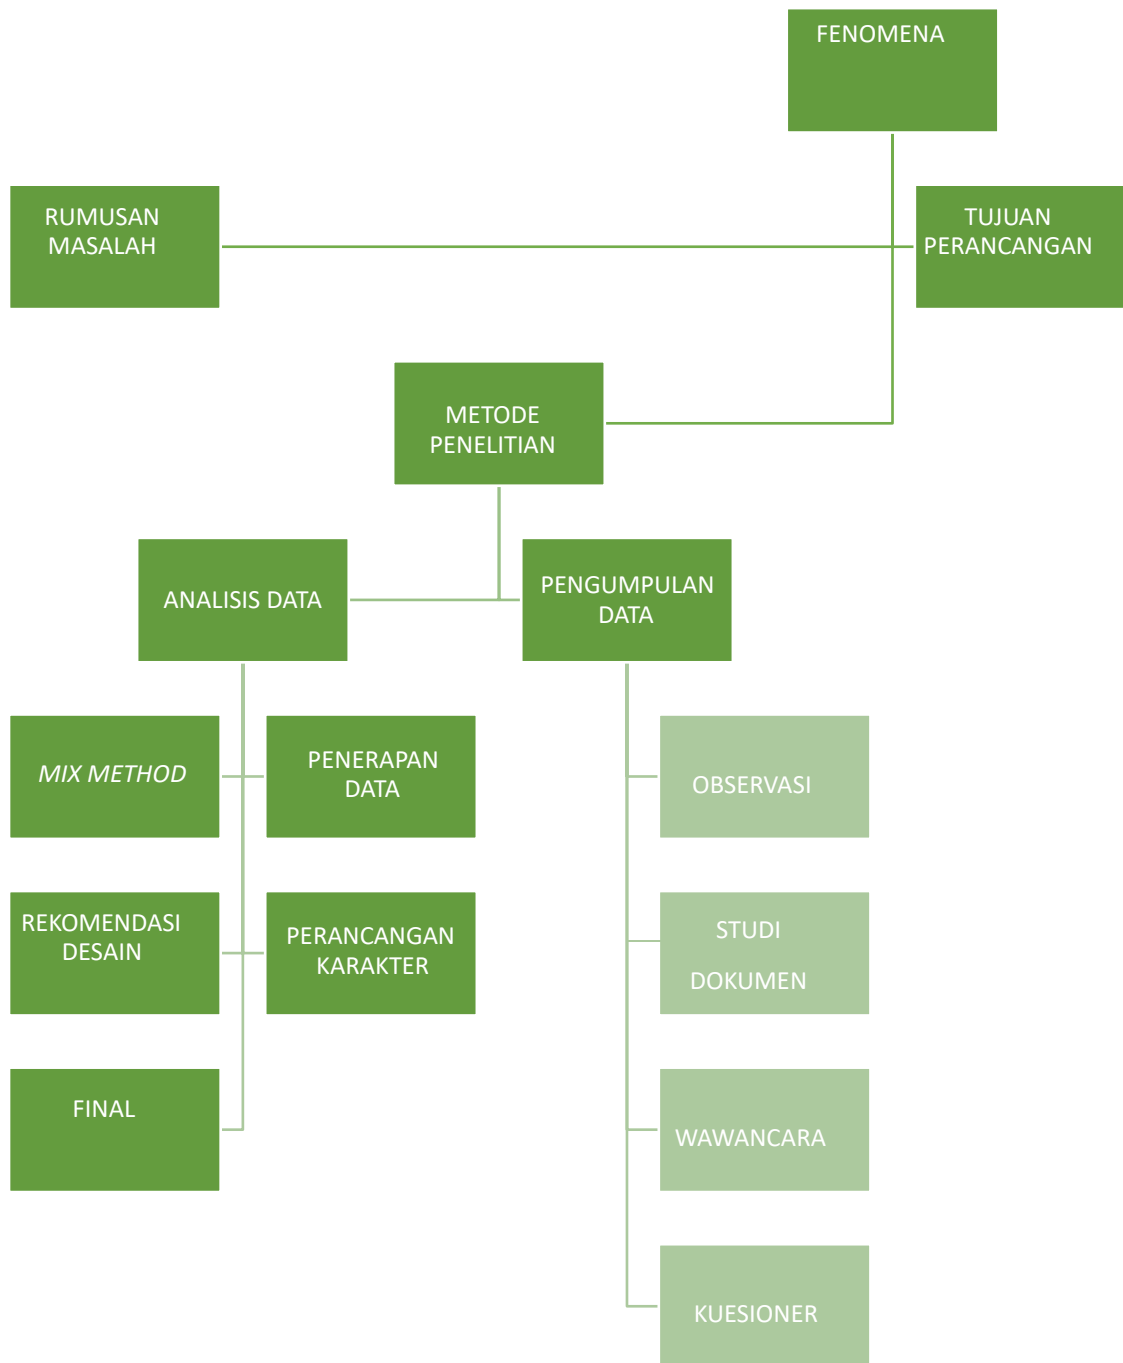 FENOMENA
RUMUSAN
MASALAH
TUJUAN
PERANCANGAN
METODE
PENELITIAN
ANALISIS DATA
PENGUMPULAN
DATA
MIX METHOD
PENERAPAN
DATA
OBSERVASI
REKOMENDASI
DESAIN
PERANCANGAN
KARAKTER
STUDI
DOKUMEN
FINAL
WAWANCARA
KUESIONER